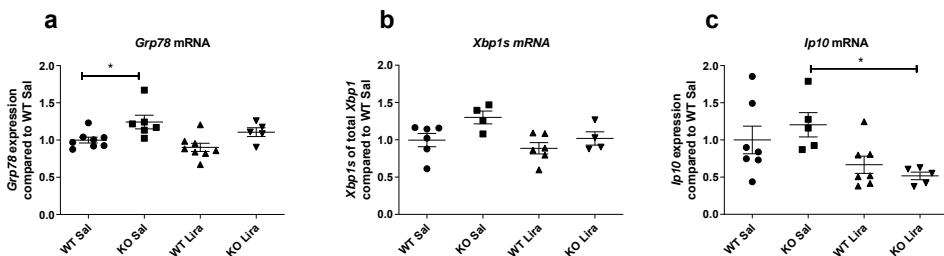 a
Grp78 mRNA
Grp78 expression
compared to WT Sal
2.0
1.5
1.0
0.5
0.0
*
WT Sal
KO Sal
WT Lira
KO Lira
b
Xbp1s mRNA
Xbp1s of total Xbp1
compared to WT Sal
2.0
1.5
1.0
0.5
0.0
WT Sal
KO Sal
WT Lira
KO Lira
c
Ip10 mRNA
Ip10 expression
compared to WT Sal
2.0
1.5
1.0
0.5
0.0
*
WT Sal
KO Sal
WT Lira
KO Lira